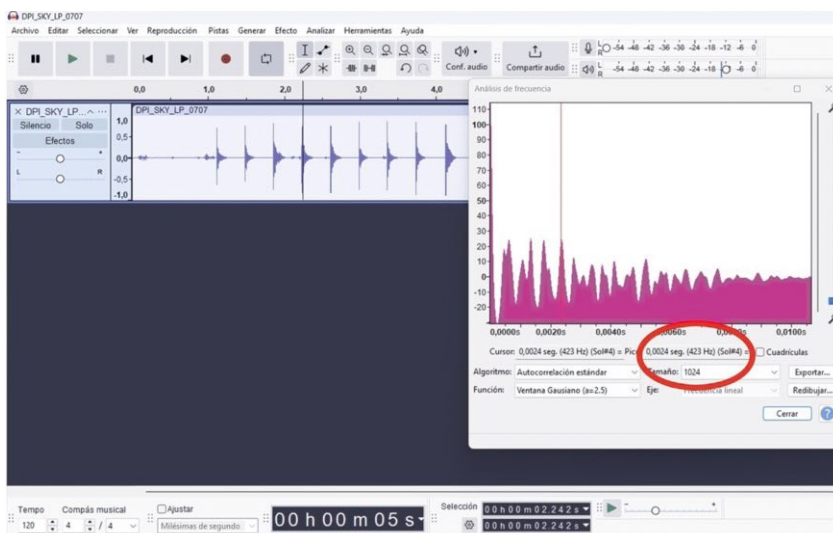 DPI_SKY_LP_0707
Archivo Editar Seleccionar Ver Reproducción Pistas Generar Efecto Analizar Herramientas Ayuda
L R -54 -48 -42 -36 -30 -24 -18 -12 -6 0
Conf. audio Compartir audio
L R -54 -48 -42 -36 -30 -24 -18 -12 -6 0
0,0 1,0 2,0 3,0 4,0
DPI_SKY_LP... DPI_SKY_LP_0707
Silencio Solo
Efectos
- +
L R
1,0
0,5
0,0
-0,5
-1,0
Análisis de frecuencia
110
100
90
80
70
60
50
40
30
20
10
0
-10
-20
0,0000s 0,0020s 0,0040s 0,0060s 0,0080s 0,0100s
Cursor: 0,0024 seg. (423 Hz) (Sol#4) = Pico 0,0024 seg. (423 Hz) (Sol#4) = Cuadrículas
Algoritmo: Autocorrelación estándar Tamaño: 1024 Exportar...
Función: Ventana Gausiano (a=2.5) Eje: Frecuencia lineal Redibujar...
Cerrar ?
Tempo Compás musical Ajustar Selección
120 4 / 4 Milésimas de segundo 00 h 00 m 05 s
00 h 00 m 02.242 s
00 h 00 m 02.242 s